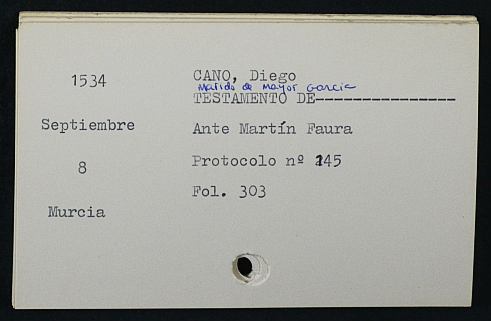 1534
Septiembre
8
Murcia
CANO, Diego
Marido de Mayor Garcia
TESTAMENTO DE----------------
Ante Martín Faura
Protocolo nº 245
Fol. 303